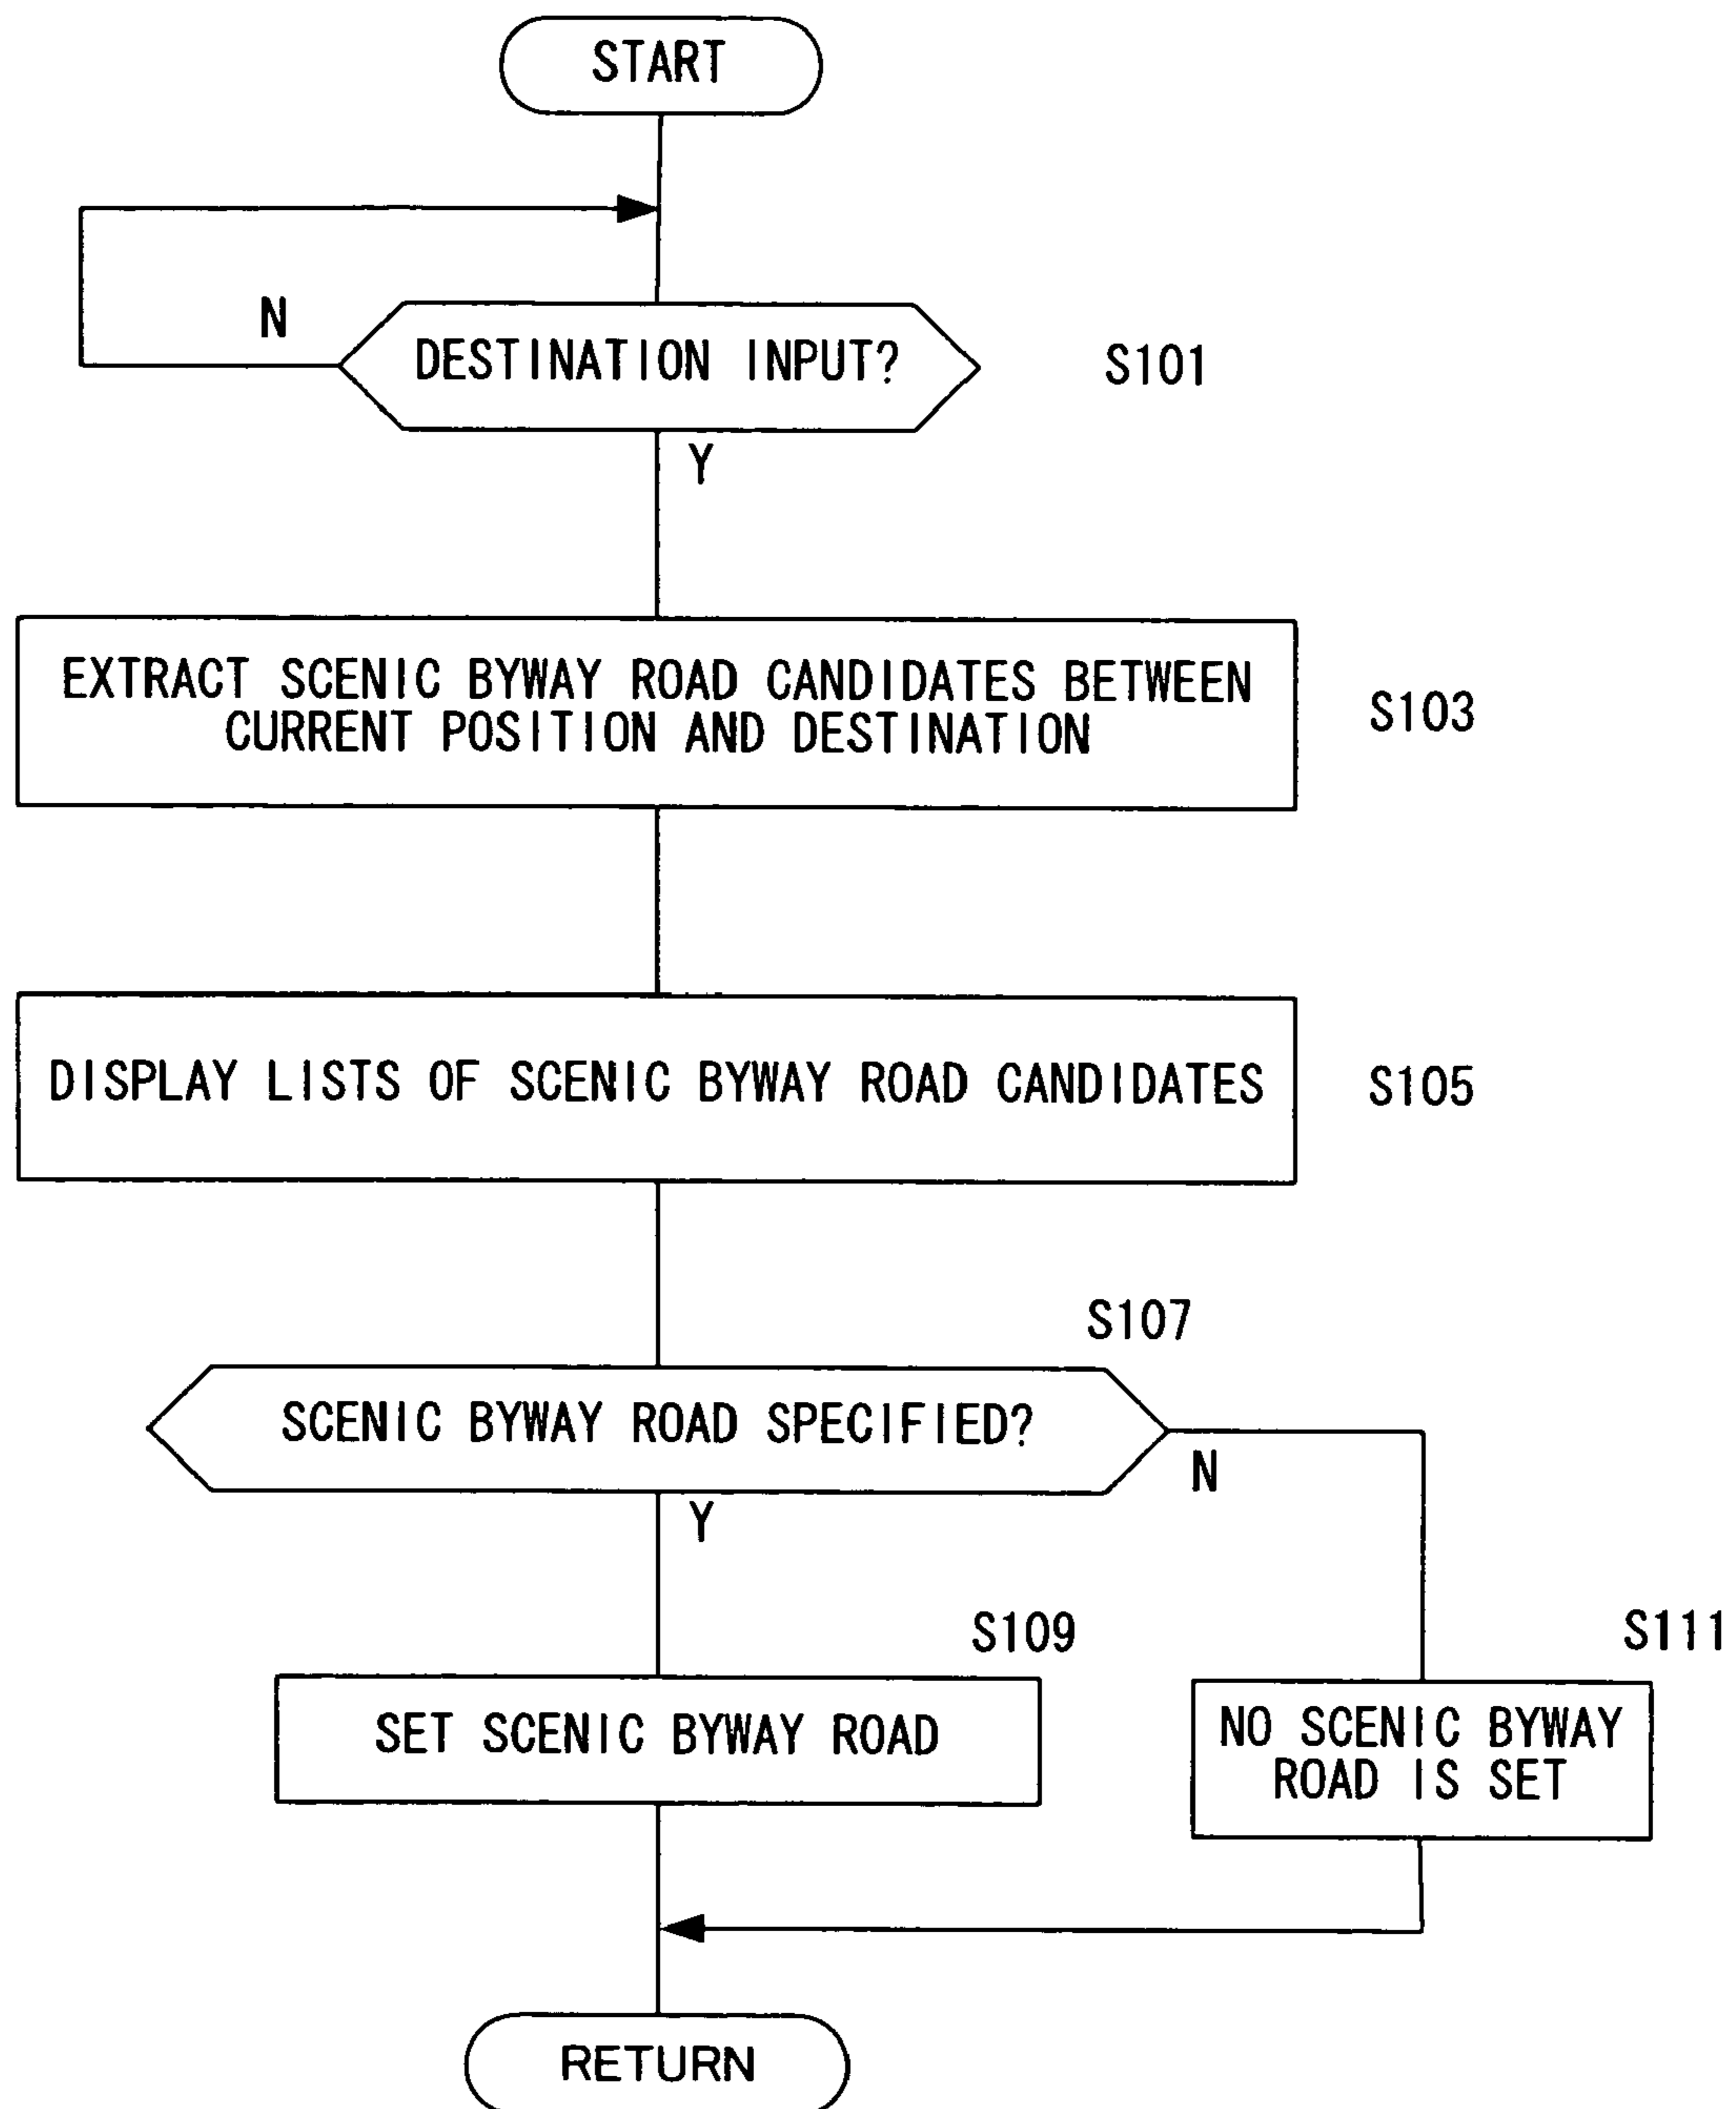 START
N
DESTINATION INPUT?
S101
Y
EXTRACT SCENIC BYWAY ROAD CANDIDATES BETWEEN
CURRENT POSITION AND DESTINATION
S103
DISPLAY LISTS OF SCENIC BYWAY ROAD CANDIDATES
S105
S107
SCENIC BYWAY ROAD SPECIFIED?
N
Y
S109
S111
SET SCENIC BYWAY ROAD
NO SCENIC BYWAY
ROAD IS SET
RETURN